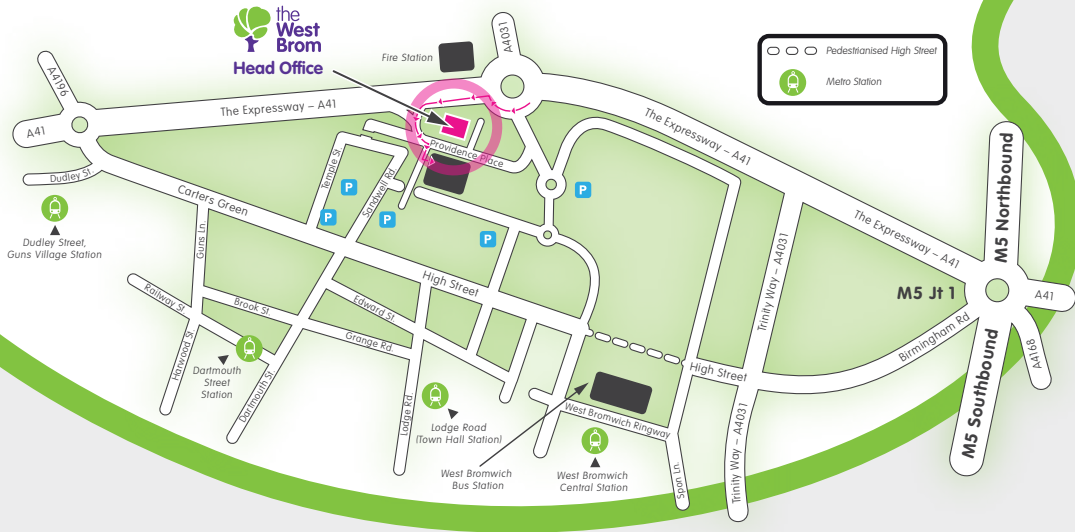 the
West
Brom
Head Office
Fire Station
A4031
Pedestrianised High Street
Metro Station
A4196
A41
The Expressway – A41
The Expressway – A41
The Expressway – A41
Providence Place
Dudley St.
Dudley Street,
Guns Village Station
Carters Green
Temple St.
Sandwell Rd.
P
P
P
P
P
Guns Ln.
High Street
Trinity Way – A4031
M5 Northbound
M5 Jt 1
A41
A4168
Birmingham Rd
M5 Southbound
Railway St.
Brook St.
Edward St.
Grange Rd.
Harwood St.
Dartmouth
Street
Station
Dartmouth St.
Lodge Rd.
Lodge Road
(Town Hall Station)
High Street
West Bromwich Ringway
West Bromwich
Bus Station
West Bromwich
Central Station
Span Ln.
Trinity Way – A4031